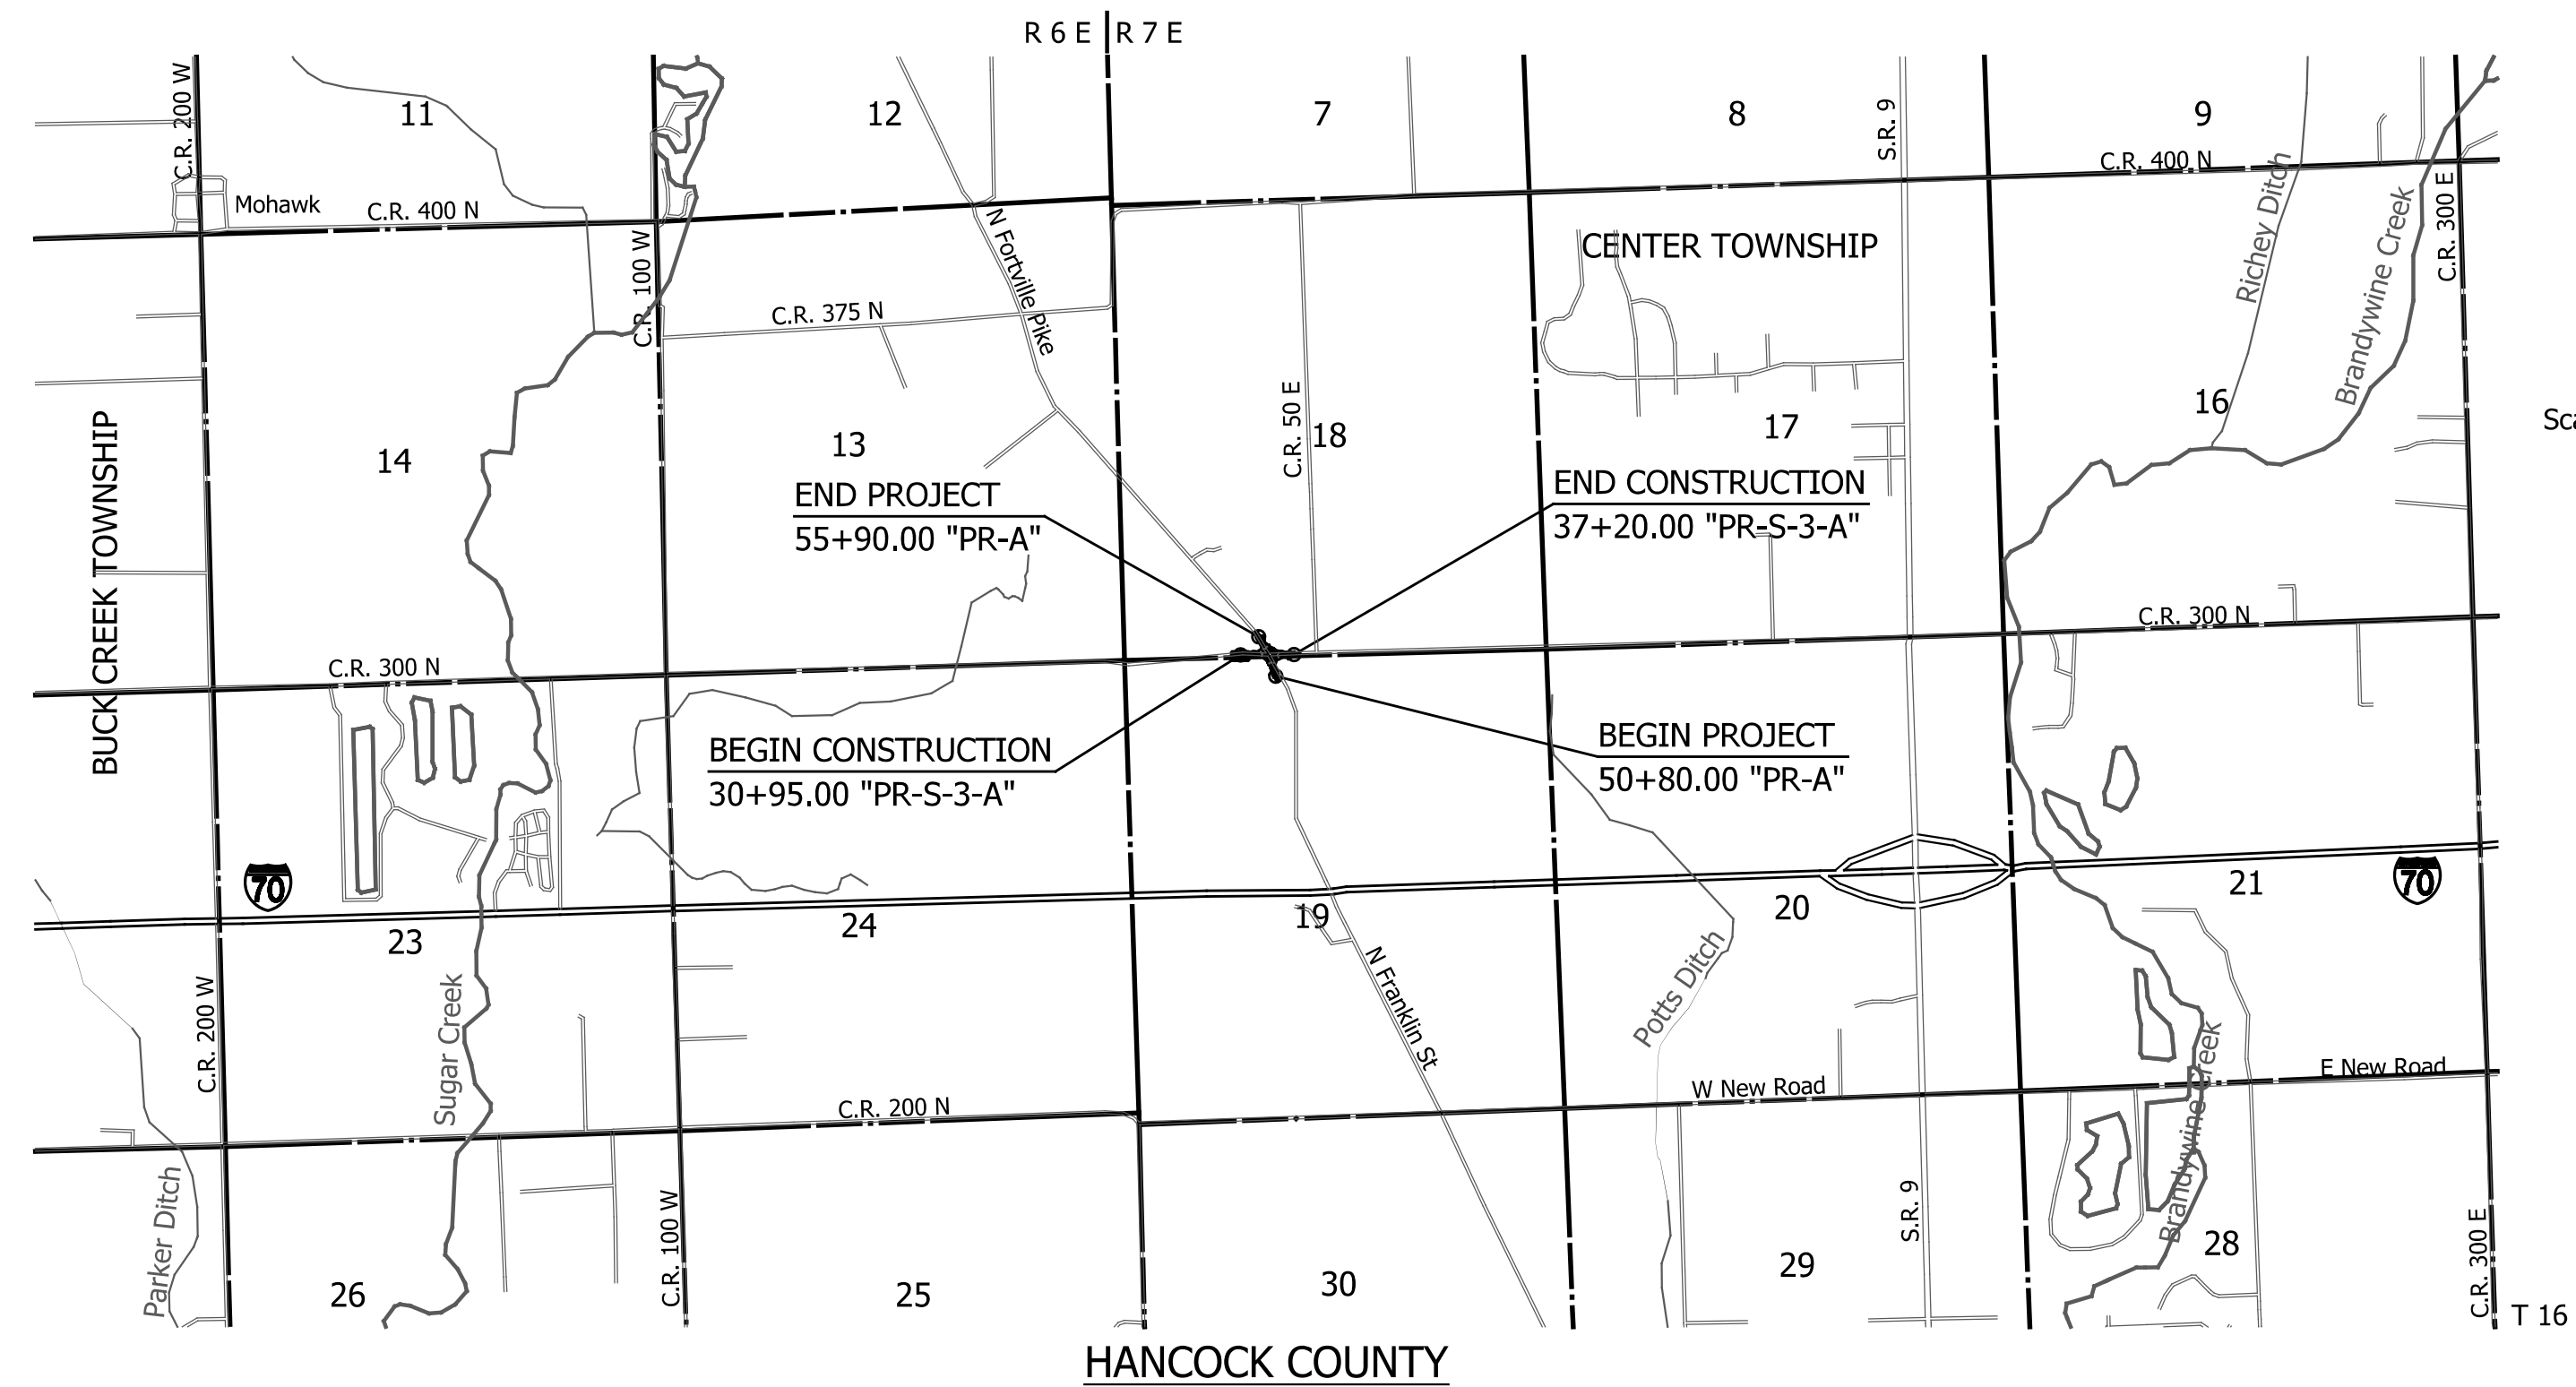 R 6 E R 7 E
C.R. 200 W
11
12
7
8
S.R. 9
9
C.R. 400 N
Mohawk
C.R. 400 N
C.R. 100 W
N Fortville Pike
CENTER TOWNSHIP
Richey Ditch
Brandywine Creek
C.R. 300 E
C.R. 375 N
BUCK CREEK TOWNSHIP
14
13
C.R. 50 E
18
17
16
END PROJECT
55+90.00 "PR-A"
END CONSTRUCTION
37+20.00 "PR-S-3-A"
C.R. 300 N
C.R. 300 N
BEGIN CONSTRUCTION
30+95.00 "PR-S-3-A"
BEGIN PROJECT
50+80.00 "PR-A"
70
23
24
19
20
21
70
C.R. 200 W
Sugar Creek
N Franklin St
Potts Ditch
Brandywine Creek
C.R. 200 N
W New Road
E New Road
Parker Ditch
26
C.R. 100 W
25
30
29
S.R. 9
28
C.R. 300 E
T 16
HANCOCK COUNTY